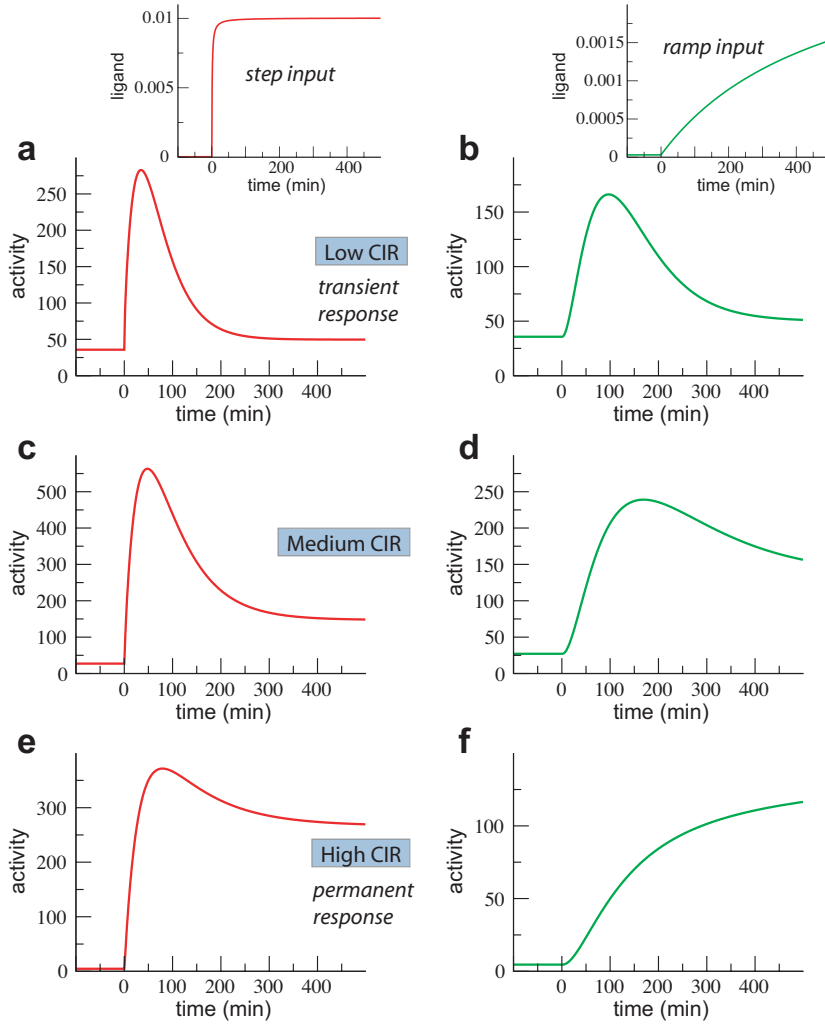 0.01
0.005
0
ligand
step input
0
200
400
time (min)
0.0015
0.001
0.0005
0
ligand
ramp input
0
200
400
time (min)
a
250
200
150
100
50
0
activity
Low CIR
transient
response
0
100
200
300
400
time (min)
b
150
100
50
0
activity
0
100
200
300
400
time (min)
c
500
400
300
200
100
0
activity
Medium CIR
0
100
200
300
400
time (min)
d
250
200
150
100
50
0
activity
0
100
200
300
400
time (min)
e
300
200
100
0
activity
High CIR
permanent
response
0
100
200
300
400
time (min)
f
100
50
0
activity
0
100
200
300
400
time (min)